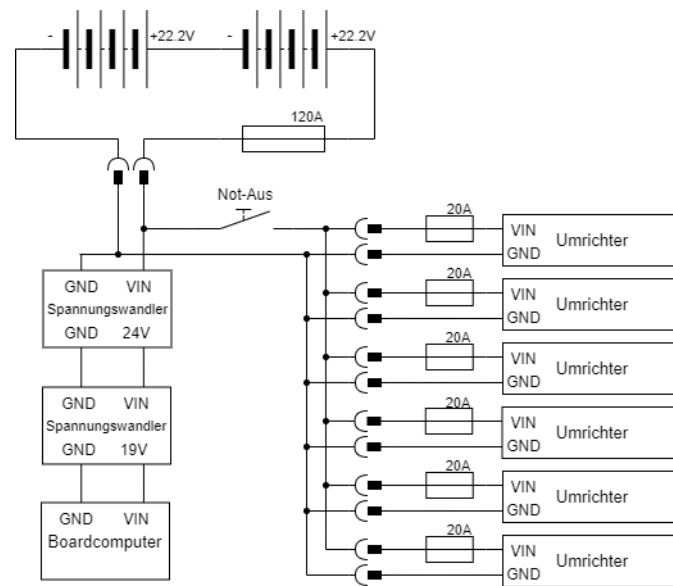 - +22.2V - +22.2V
120A
Not-Aus
20A
VIN
GND
Umrichter
20A
VIN
GND
Umrichter
20A
VIN
GND
Umrichter
20A
VIN
GND
Umrichter
20A
VIN
GND
Umrichter
20A
VIN
GND
Umrichter
GND VIN
Spannungswandler
GND 24V
GND VIN
Spannungswandler
GND 19V
GND VIN
Boardcomputer